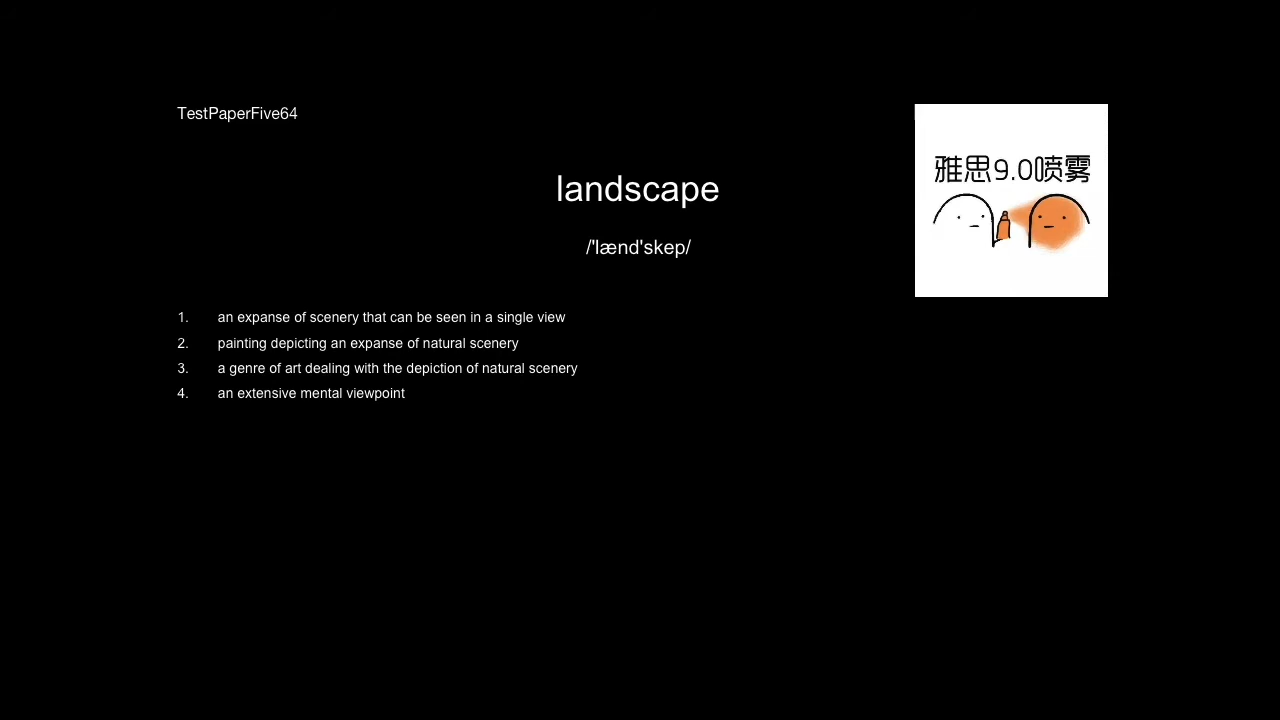 TestPaperFive64
雅思9.0喷雾
landscape
/'lænd'skep/
1. an expanse of scenery that can be seen in a single view
2. painting depicting an expanse of natural scenery
3. a genre of art dealing with the depiction of natural scenery
4. an extensive mental viewpoint